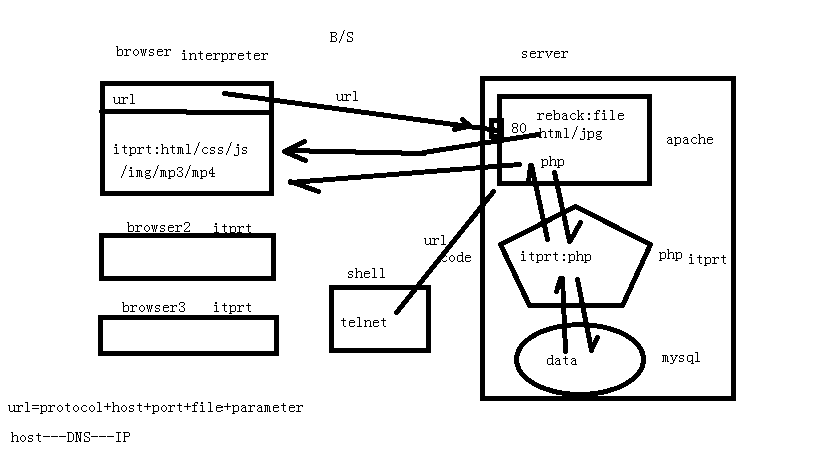 B/S
browser interpreter
server
url
url
80
reback:file
html/jpg
php
apache
itprt:html/css/js
/img/mp3/mp4
browser2 itprt
url
code
itprt:php
php itprt
shell
telnet
browser3 itprt
data
mysql
url=protocol+host+port+file+parameter
host---DNS---IP